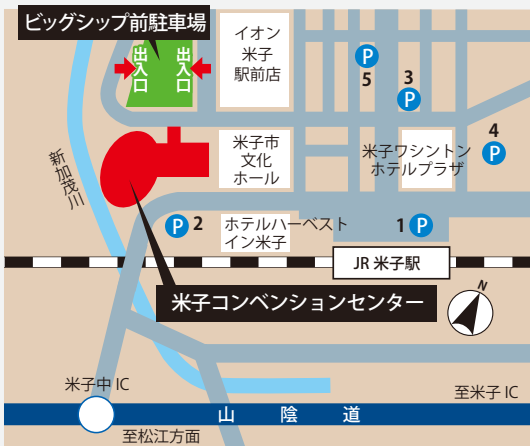 ビッグシップ前駐車場
出入口
出入口
イオン
米子
駅前店
P
5
3
P
4
P
新加茂川
米子市
文化
ホール
米子ワシントン
ホテルプラザ
P 2
ホテルハーベスト
イン米子
1 P
JR 米子駅
米子コンベンションセンター
N
米子中 IC
至米子 IC
山陰道
至松江方面